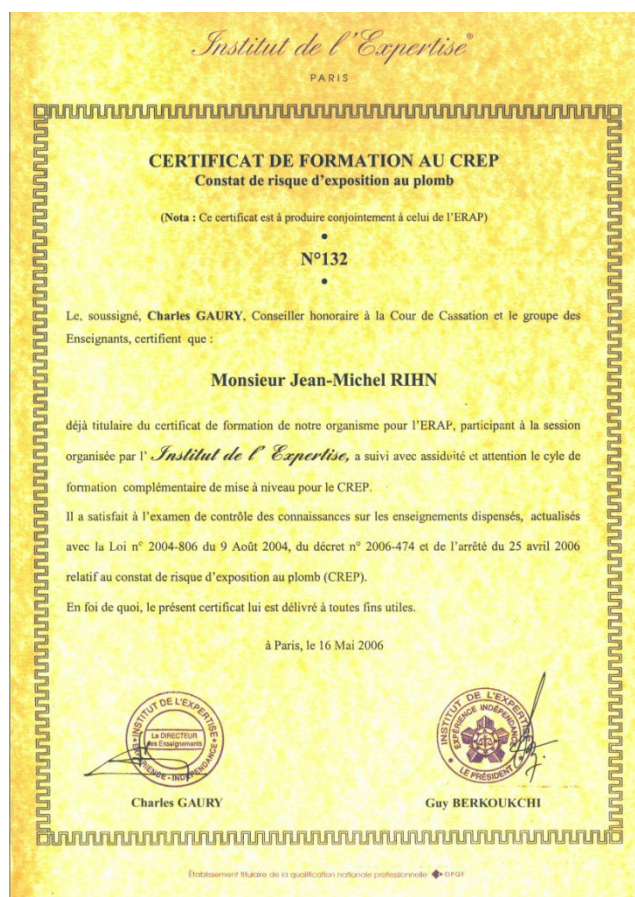 Institut de l'Expertise®
PARIS
CERTIFICAT DE FORMATION AU CREP
Constat de risque d'exposition au plomb
(Nota : Ce certificat est à produire conjointement à celui de l'ERAP)
•
N°132
•
Le, soussigné, Charles GAURY, Conseiller honoraire à la Cour de Cassation et le groupe des
Enseignants, certifient que :
Monsieur Jean-Michel RIHN
déjà titulaire du certificat de formation de notre organisme pour l'ERAP, participant à la session
organisée par l' Institut de l' Expertise, a suivi avec assiduité et attention le cyle de
formation complémentaire de mise à niveau pour le CREP.
Il a satisfait à l'examen de contrôle des connaissances sur les enseignements dispensés, actualisés
avec la Loi n° 2004-806 du 9 Août 2004, du décret n° 2006-474 et de l'arrêté du 25 avril 2006
relatif au constat de risque d'exposition au plomb (CREP).
En foi de quoi, le présent certificat lui est délivré à toutes fins utiles.
à Paris, le 16 Mai 2006
INSTITUT DE L'EXPERTISE
Le DIRECTEUR
des Enseignements
EXPÉRIENCE - INDÉPENDANCE
INSTITUT DE L'EXPERTISE
EXPÉRIENCE INDÉPENDANCE
LE PRÉSIDENT
Charles GAURY
Guy BERKOUKCHI
Établissement titulaire de la qualification nationale professionnelle OPQF